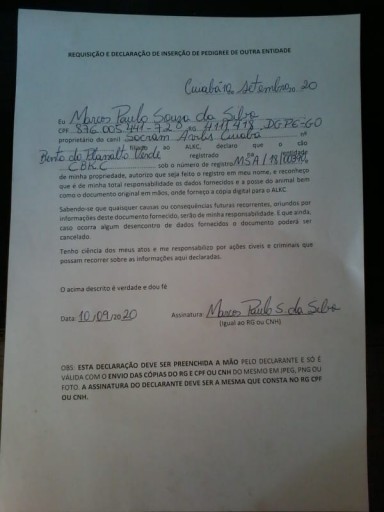 REQUISIÇÃO E DECLARAÇÃO DE INSERÇÃO DE PEDIGREE DE OUTRA ENTIDADE
Cuiabá 10, setembro, 20
Eu Marcos Paulo Souza da Silva
CPF 876.005.441-72 RG 4111418 DGPC-GO
proprietário do canil Socram Avilis Cuiabá nº
filiado ao ALKC, declaro que o cão
Bento do Planalto Verde registrado na entidade
CBKC sob o número de registro MSA/18/00290,
de minha propriedade, autorizo que seja feito o registro em meu nome, e reconheço
que é de minha total responsabilidade os dados fornecidos e a posse do animal bem
como o documento original em mãos, onde forneço a cópia digital para o ALKC
Sabendo-se que quaisquer causas ou consequências futuras recorrentes, oriundos por
informações deste documento fornecido, serão de minha responsabilidade. E que ainda,
caso ocorra algum desencontro de dados fornecidos o documento poderá ser
cancelado.
Tenho ciência dos meus atos e me responsabilizo por ações cíveis e criminais que
possam recorrer sobre as informações aqui declaradas.
O acima descrito é verdade e dou fé
Data: 10/09/2020 Assinatura: Marcos Paulo S. da Silva
(igual ao RG ou CNH)
OBS: ESTA DECLARAÇÃO DEVE SER PREENCHIDA A MÃO PELO DECLARANTE E SÓ É
VÁLIDA COM O ENVIO DAS CÓPIAS DO RG E CPF OU CNH DO MESMO EM JPEG, PNG OU
FOTO. A ASSINATURA DO DECLARANTE DEVE SER A MESMA QUE CONSTA NO RG CPF
OU CNH.